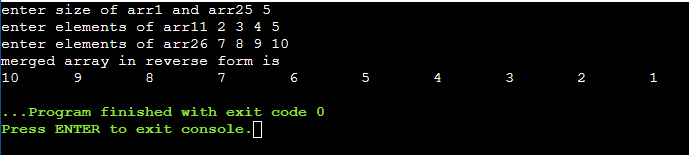 enter size of arr1 and arr25 5
enter elements of arr11 2 3 4 5
enter elements of arr26 7 8 9 10
merged array in reverse form is
10 9 8 7 6 5 4 3 2 1
...Program finished with exit code 0
Press ENTER to exit console.